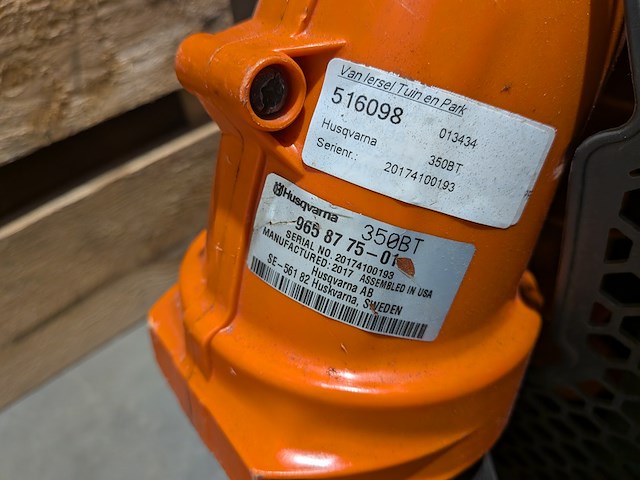 Van Iersel Tuin en Park
516098 013434
Husqvarna 350BT
Serienr.: 20174100193
Husqvarna 350BT
965 87 75-01
SERIAL NO. 20174100193
MANUFACTURED: 2017 ASSEMBLED IN USA
Husqvarna AB
SE-561 82 Huskvarna, SWEDEN